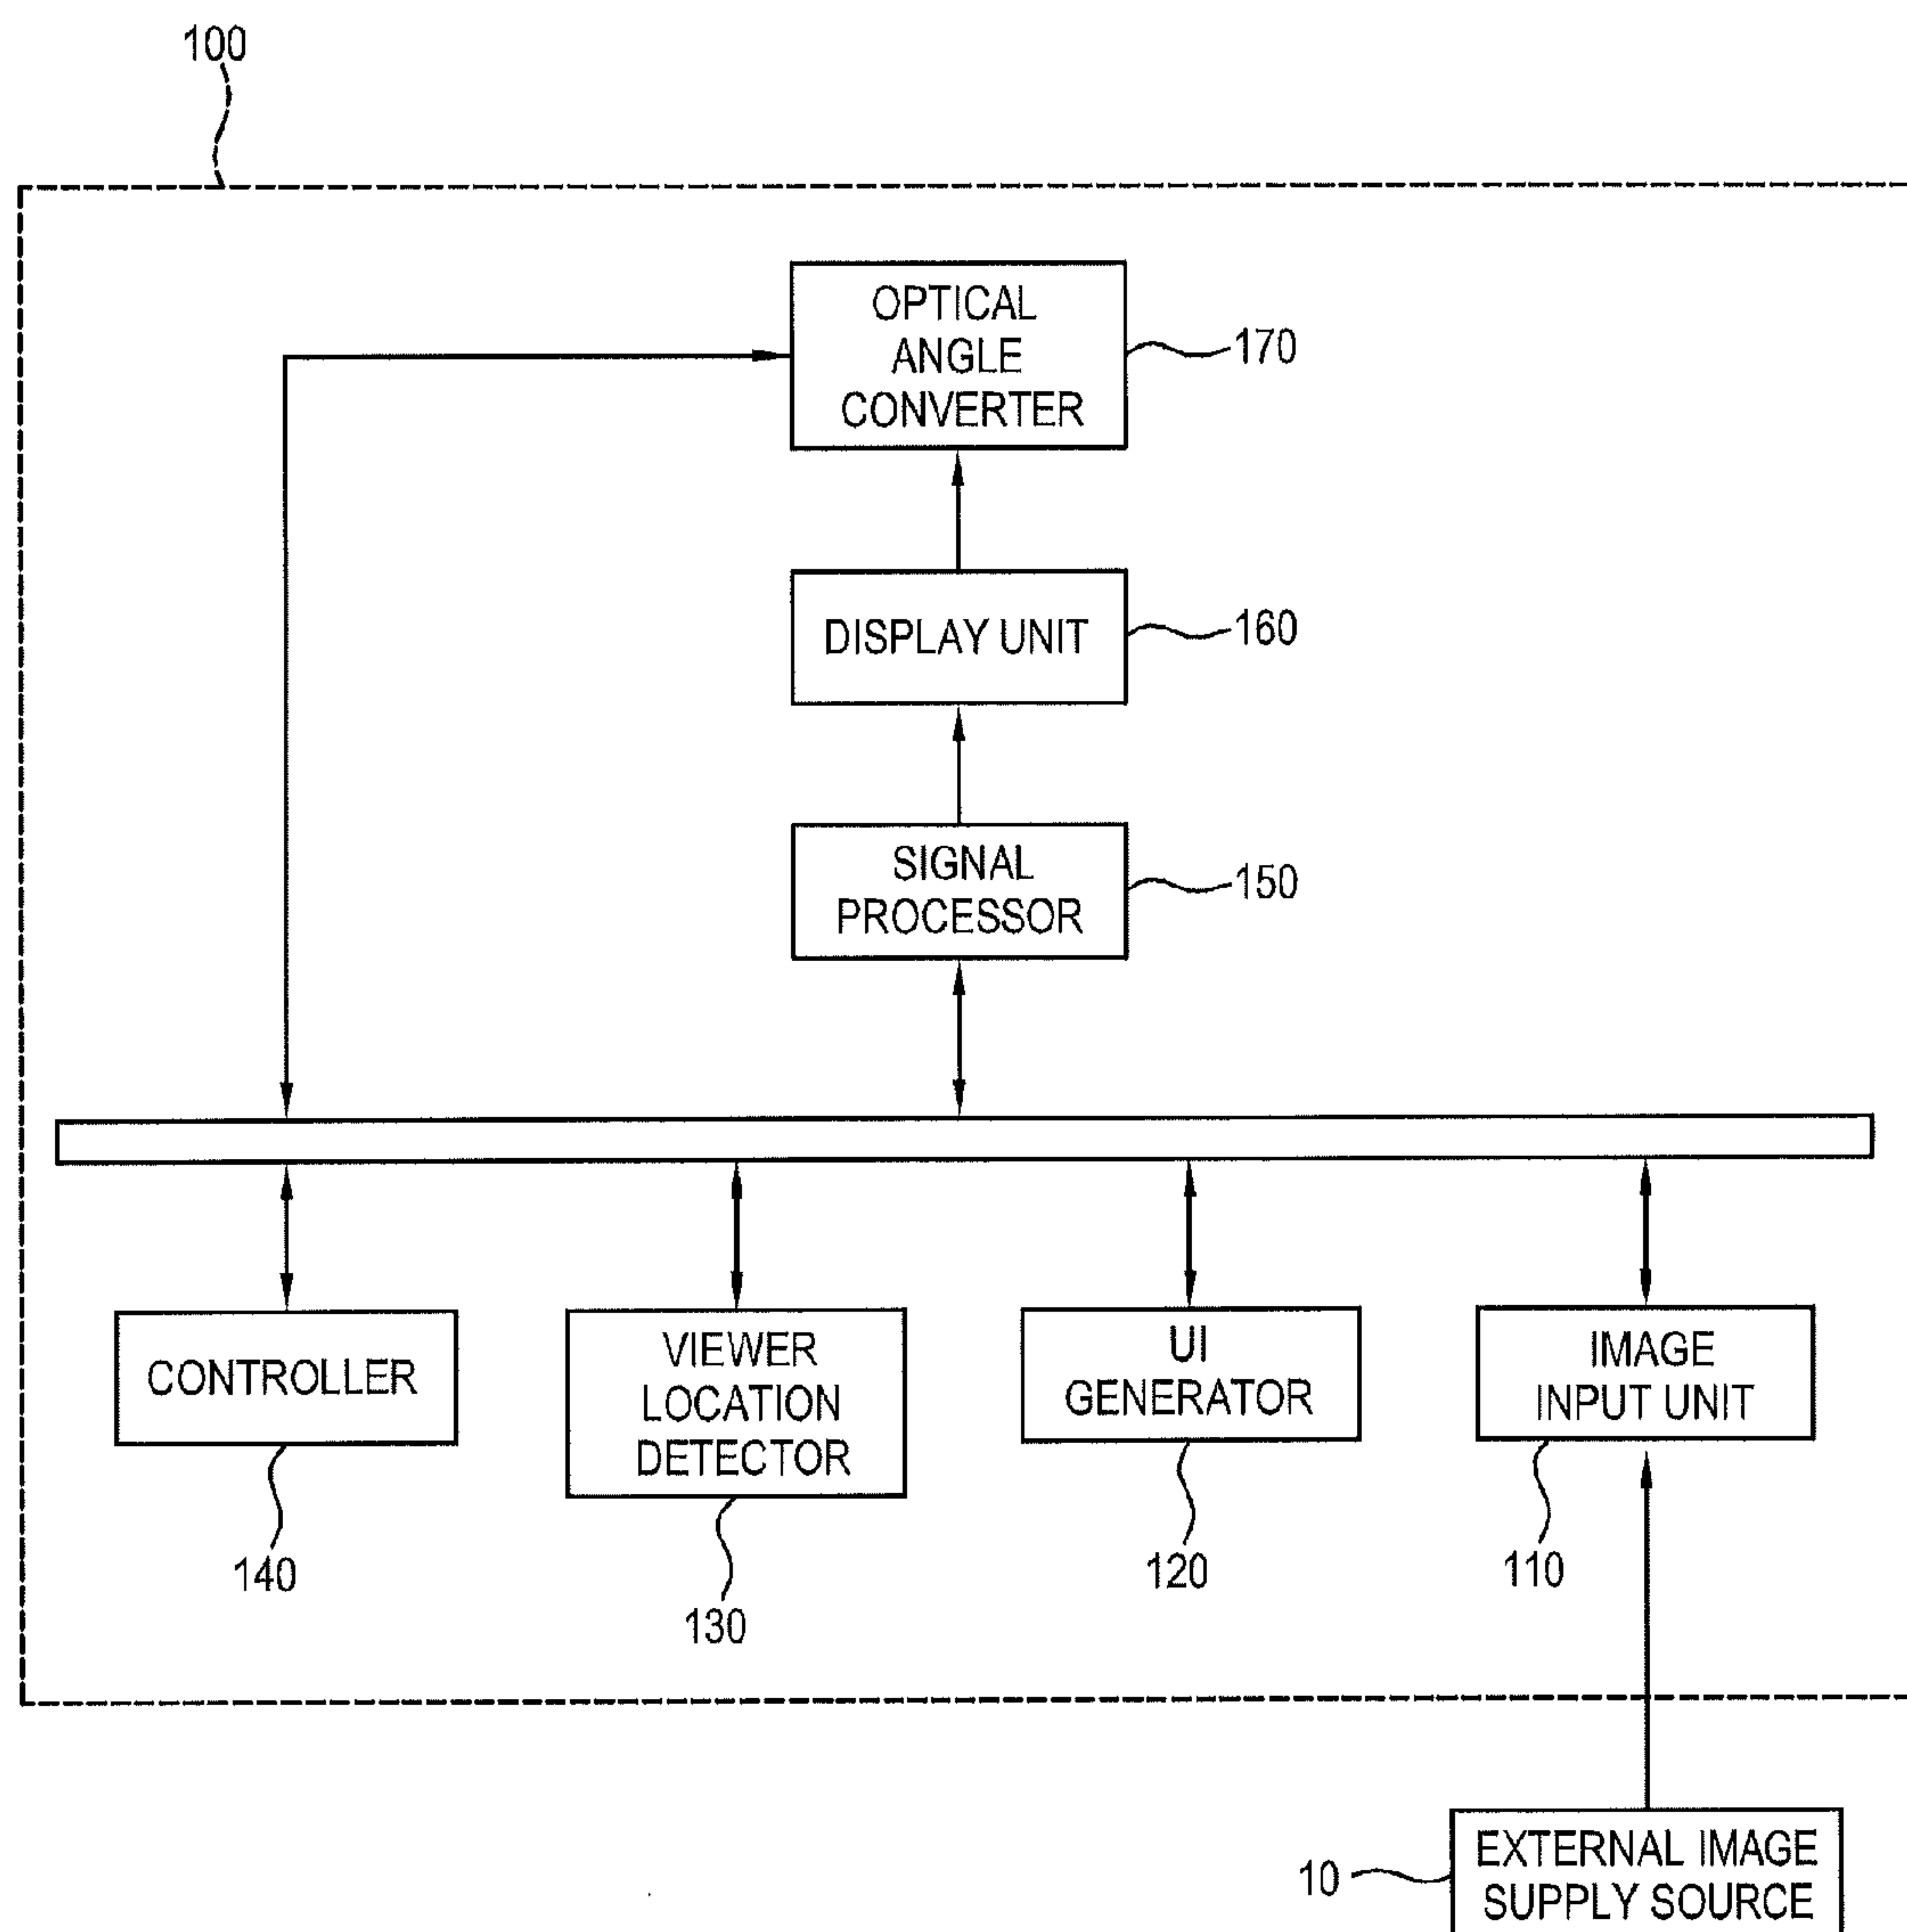 100
OPTICAL
ANGLE
CONVERTER
170
DISPLAY UNIT
160
SIGNAL
PROCESSOR
150
CONTROLLER
140
VIEWER
LOCATION
DETECTOR
130
UI
GENERATOR
120
IMAGE
INPUT UNIT
110
10
EXTERNAL IMAGE
SUPPLY SOURCE